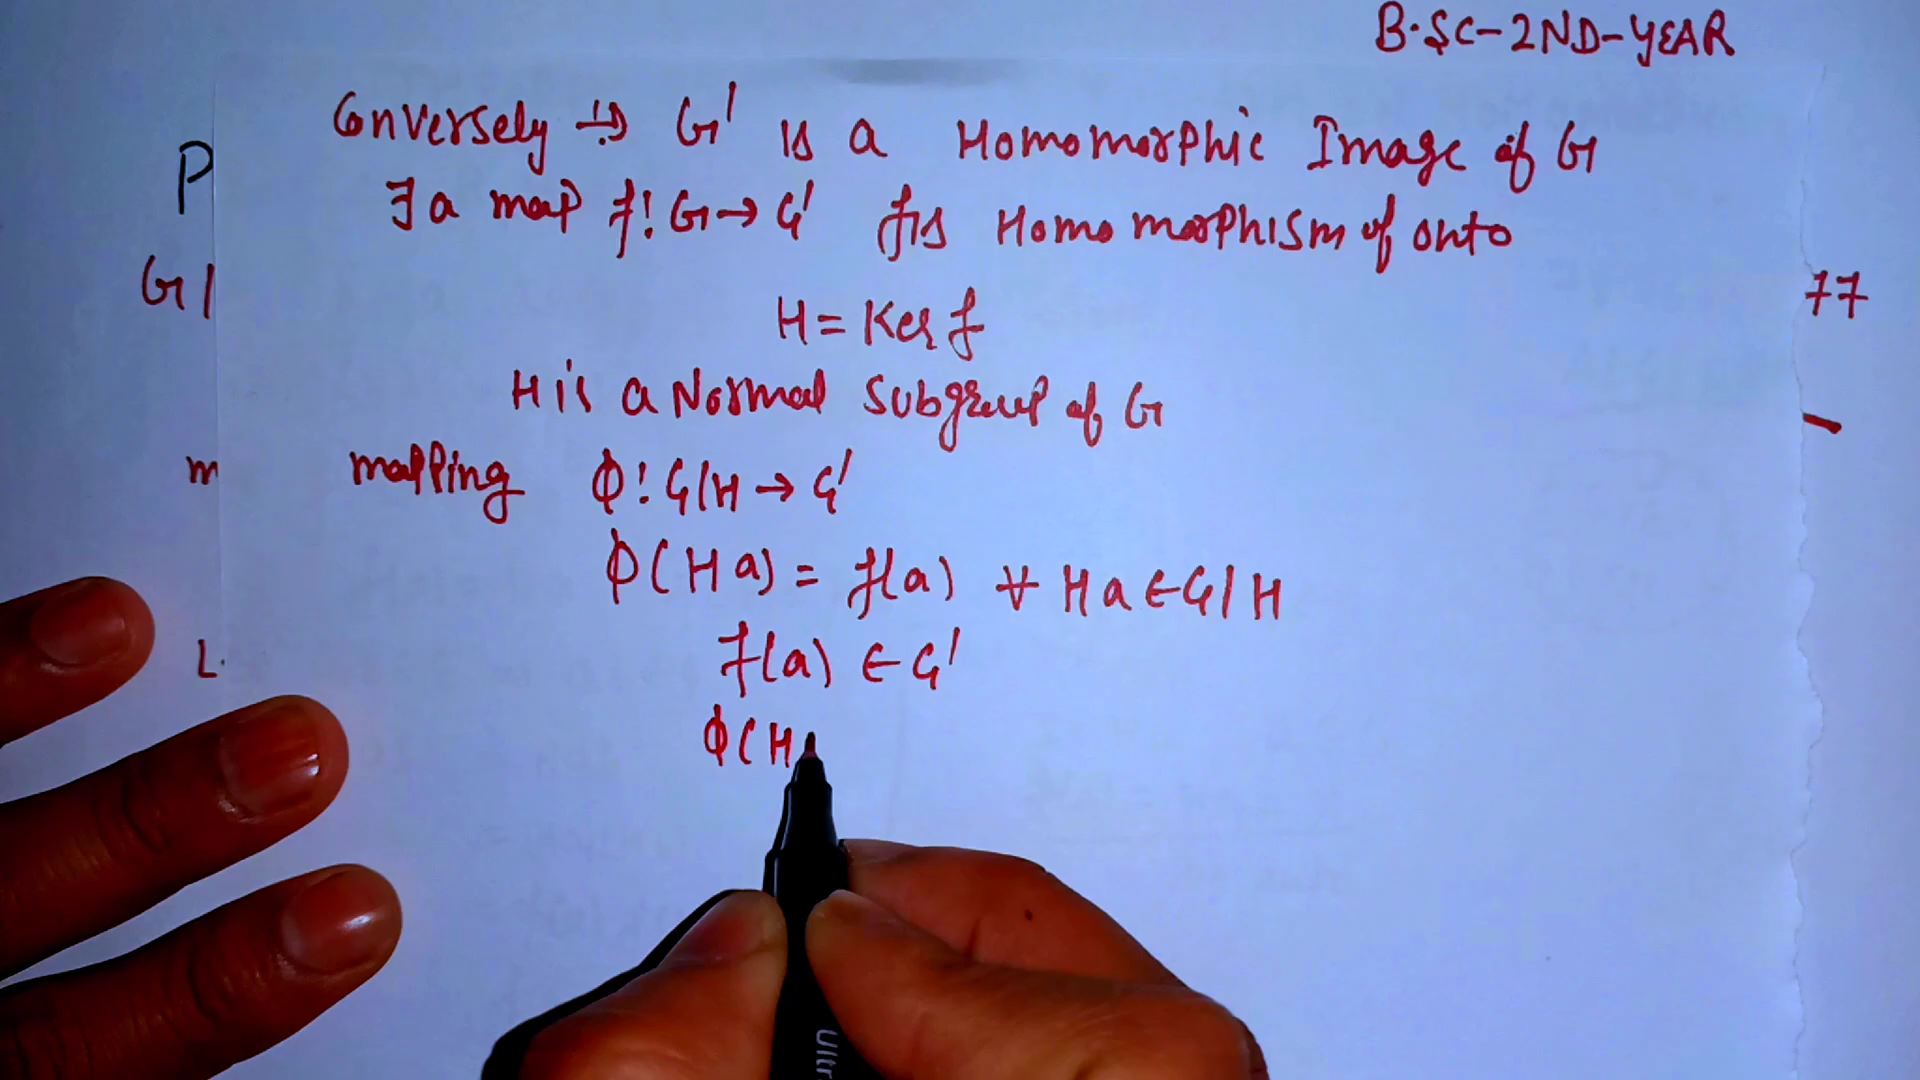 B.SC-2ND-YEAR
Conversely :→ G' is a Homomorphic Image of G
P
∃ a map f: G → G' f is Homomorphism of onto
G/
77
H = Ker f
H is a Normal Subgroup of G
m
mapping φ: G/H → G'
φ(Ha) = f(a) ∀ Ha ∈ G/H
L.
f(a) ∈ G'
φ(H
Ultr